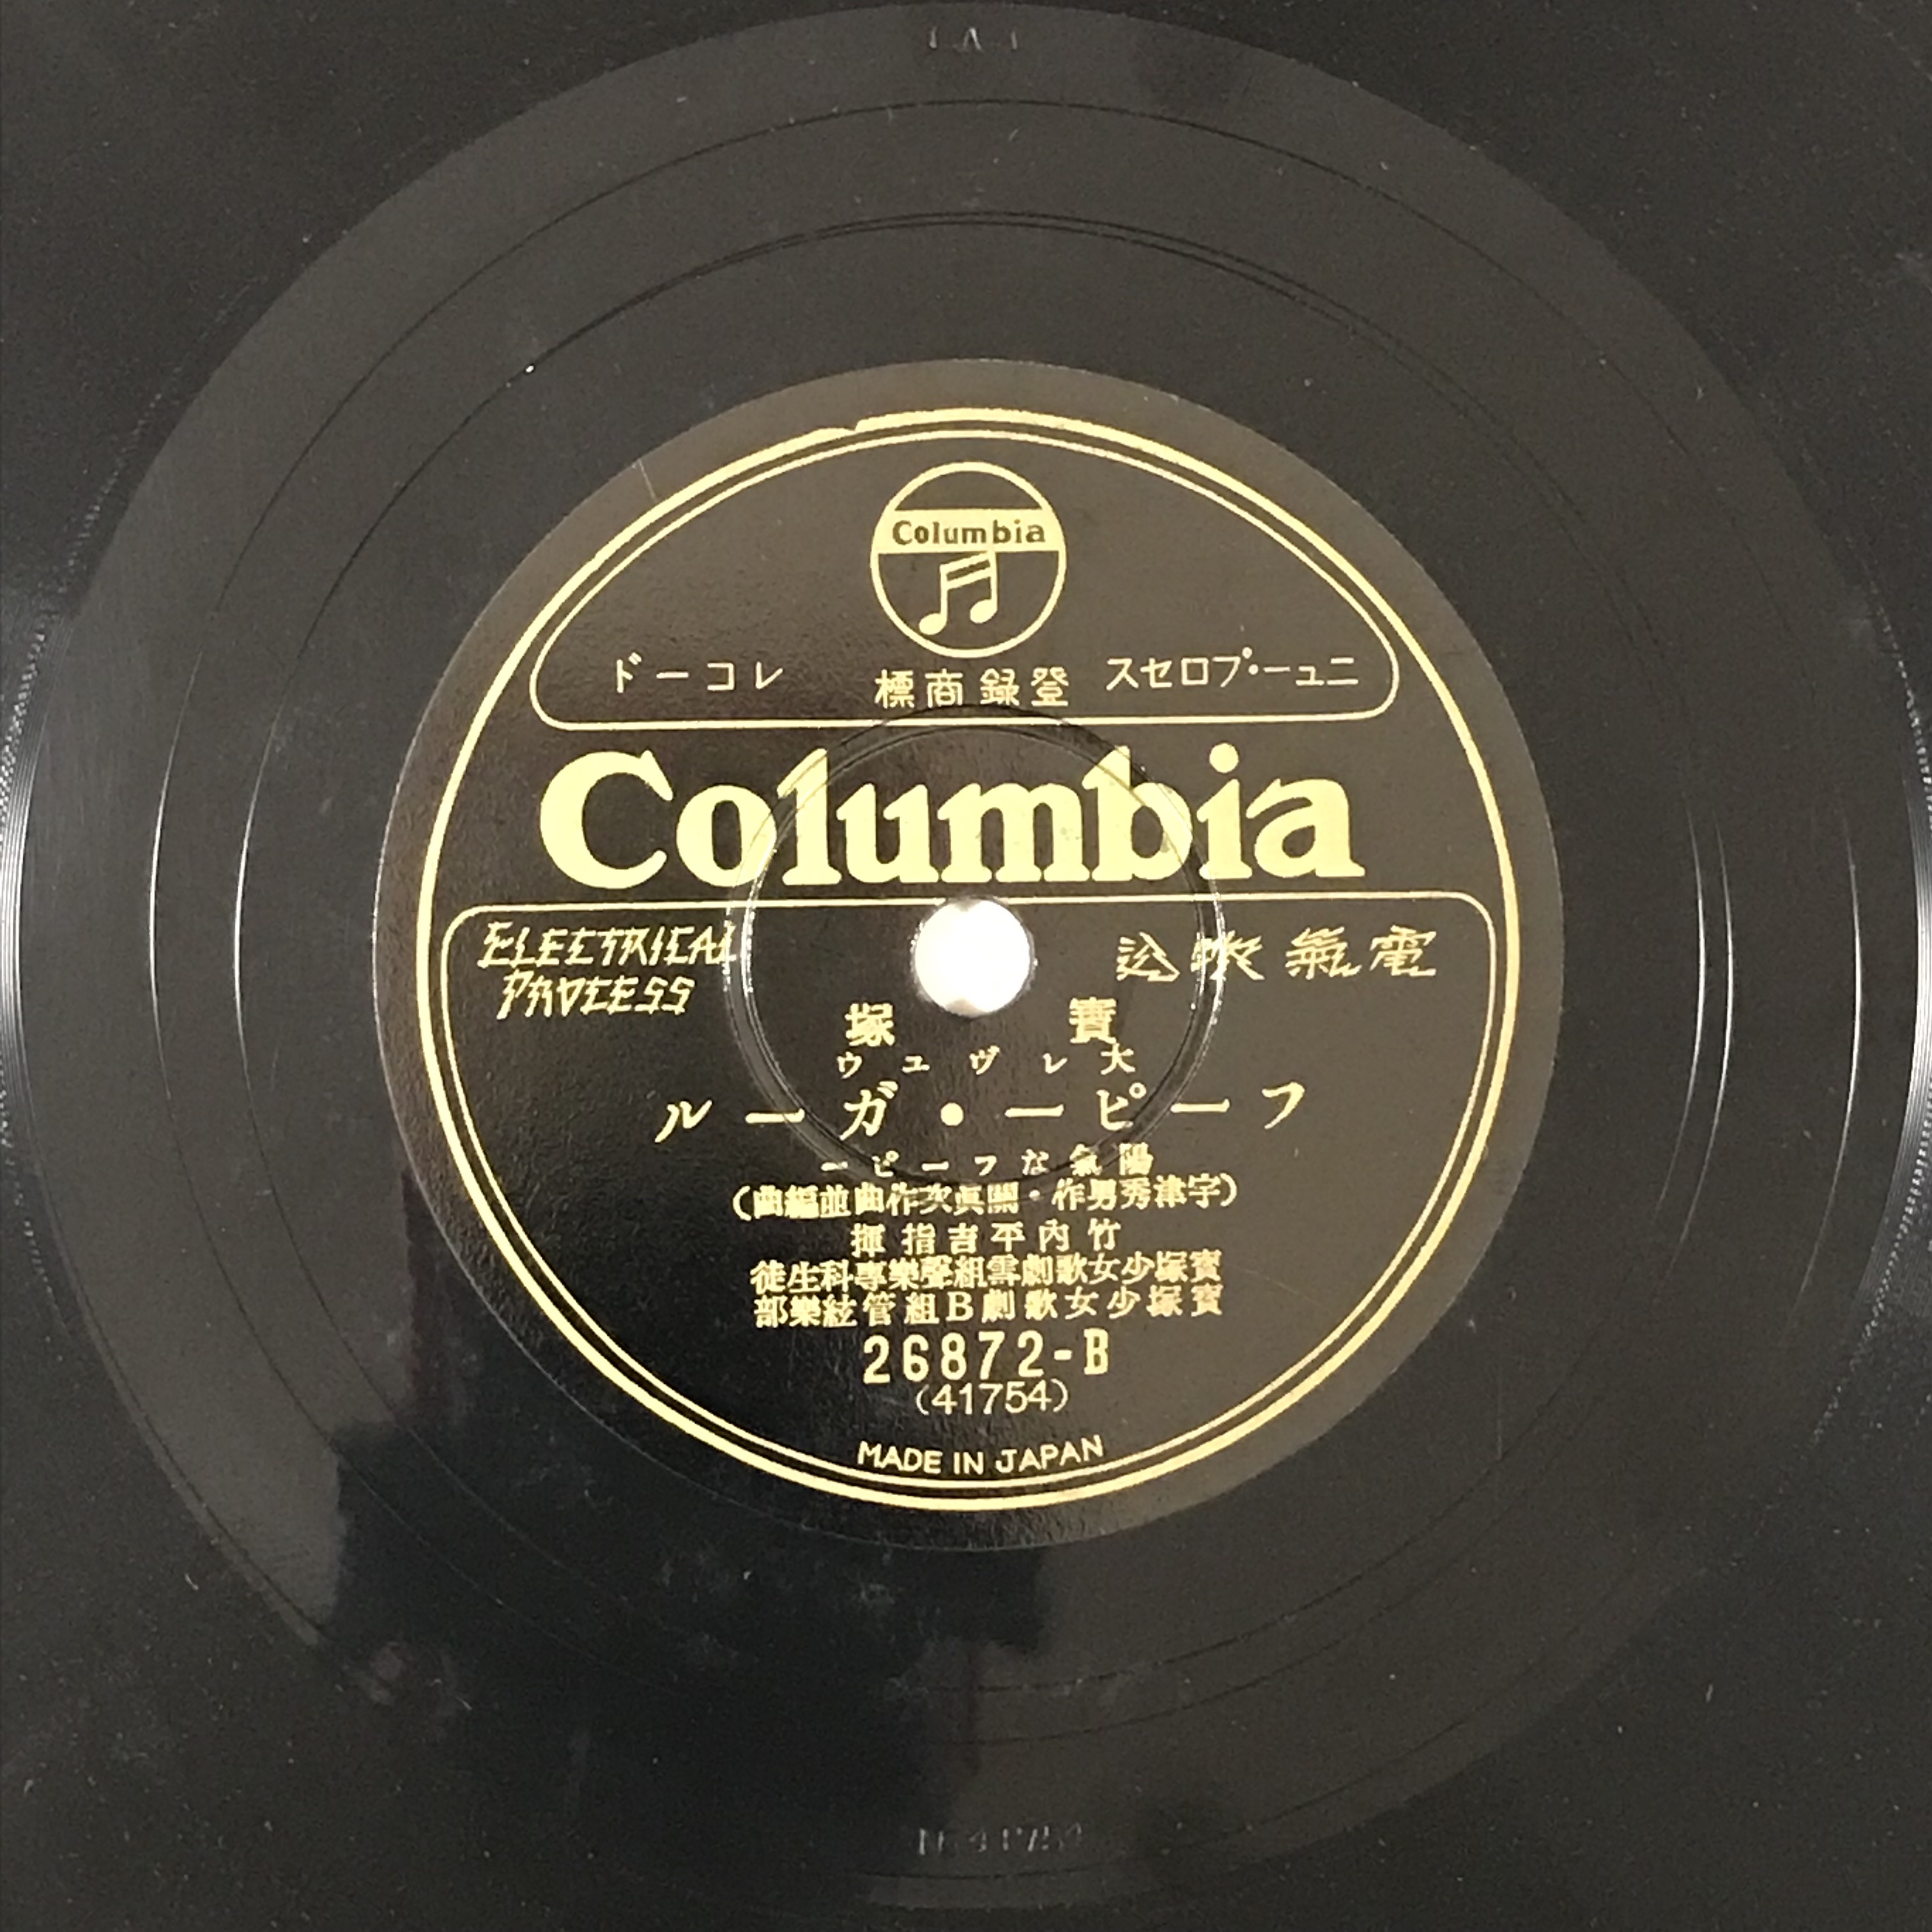 Columbia
ニュー・プロセス 登録商標 レコード
Columbia
電氣吹込
ELECTRICAL
PROCESS
寶塚
大レヴユウ
フーピー・ガール
陽氣なフーピー
(宇津秀男作・關眞次作曲並編曲)
竹內平吉指揮
寶塚少女歌劇雪組聲樂專科生徒
寶塚少女歌劇B組管絃樂部
26872-B
(41754)
MADE IN JAPAN